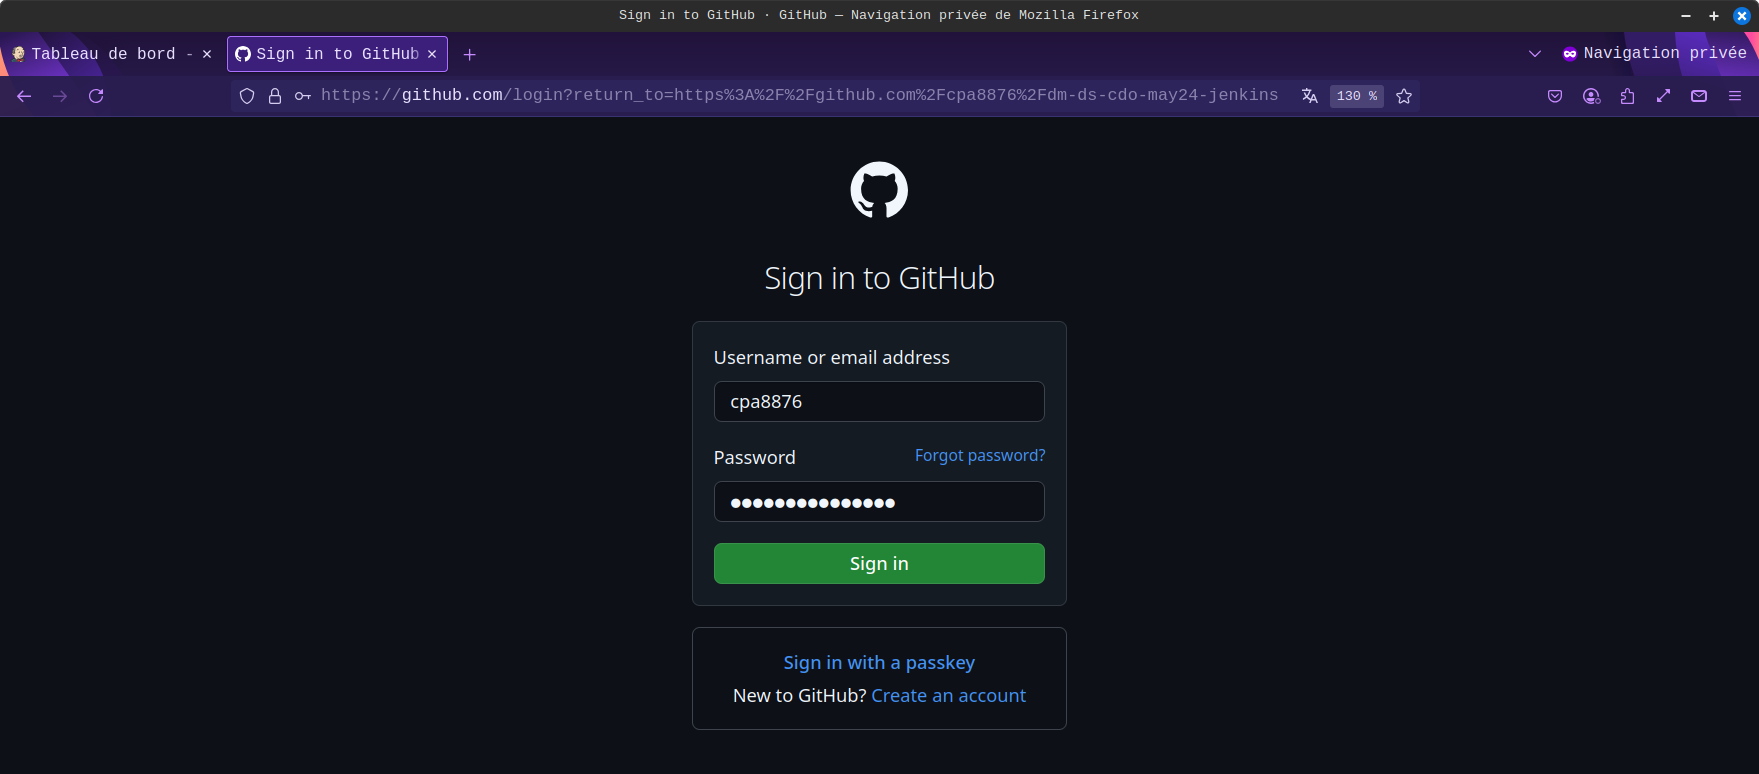 Sign in to GitHub · GitHub — Navigation privée de Mozilla Firefox
Tableau de bord -
Sign in to GitHub
Navigation privée
https://github.com/login?return_to=https%3A%2F%2Fgithub.com%2Fcpa8876%2Fdm-ds-cdo-may24-jenkins
130 %
Sign in to GitHub
Username or email address
cpa8876
Password
Forgot password?
Sign in
Sign in with a passkey
New to GitHub? Create an account